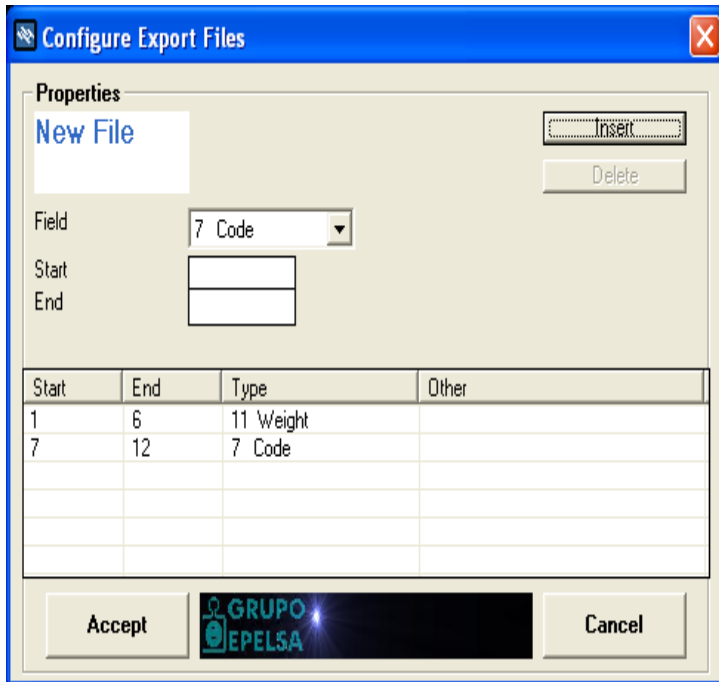 Configure Export Files
Properties
New File
Insert
Delete
Field 7 Code
Start
End
Start End Type Other
1 6 11 Weight
7 12 7 Code
Accept GRUPO EPELSA Cancel